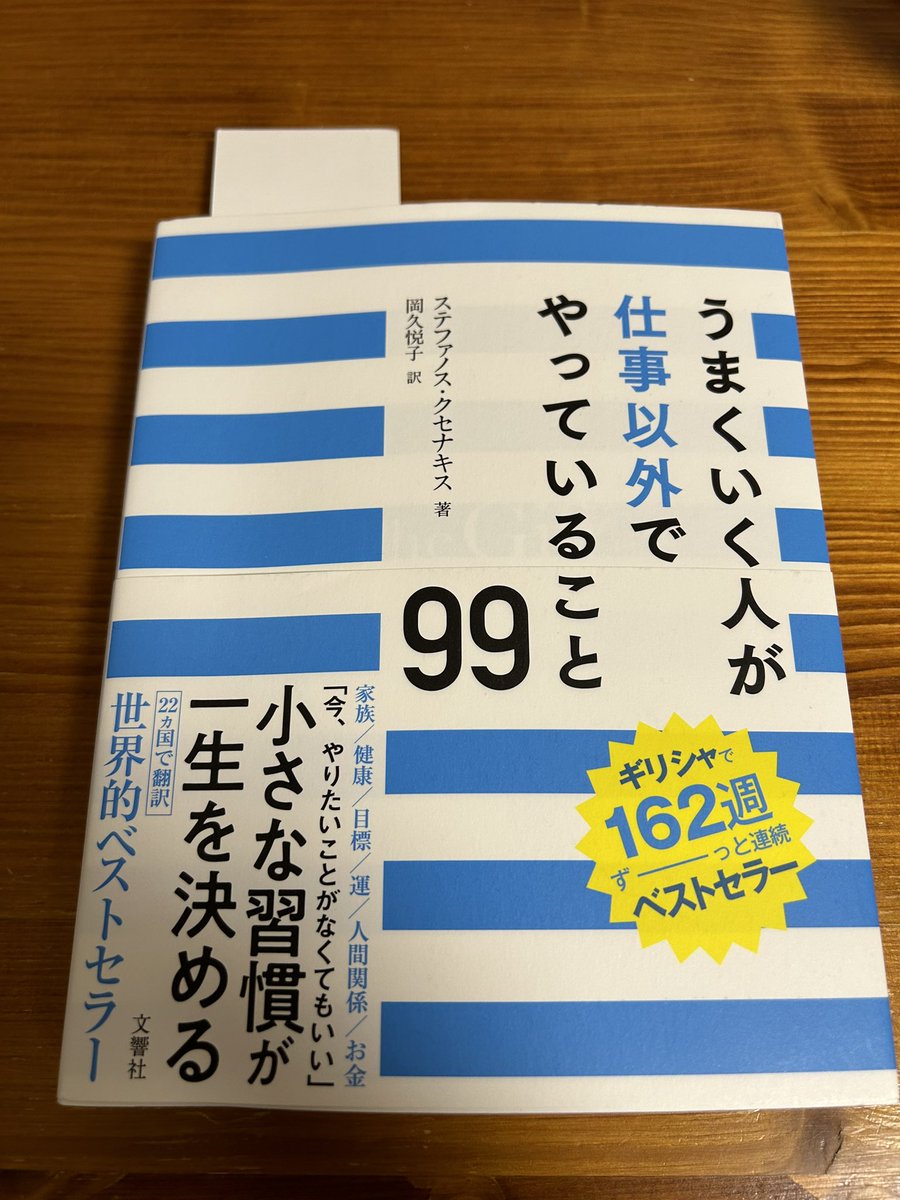 うまくいく人が
仕事以外で
やっていること
99
ステファノス・クセナキス 著
岡久悦子 訳
ギリシャで
162週
ず――っと連続
ベストセラー
家族／健康／目標／運／人間関係／お金
「今、やりたいことがなくてもいい」
小さな習慣が
一生を決める
22ヵ国で翻訳
世界的ベストセラー
文響社